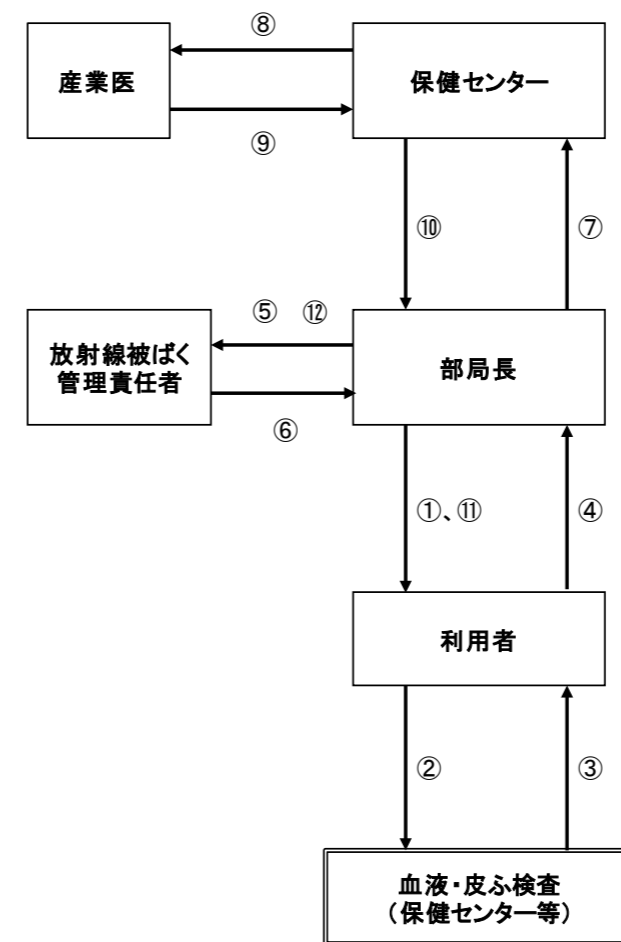 ⑧
産業医
保健センター
⑨
⑩
⑦
⑤ ⑫
放射線被ばく
管理責任者
部局長
⑥
①、⑪
④
利用者
②
③
血液・皮ふ検査
（保健センター等）